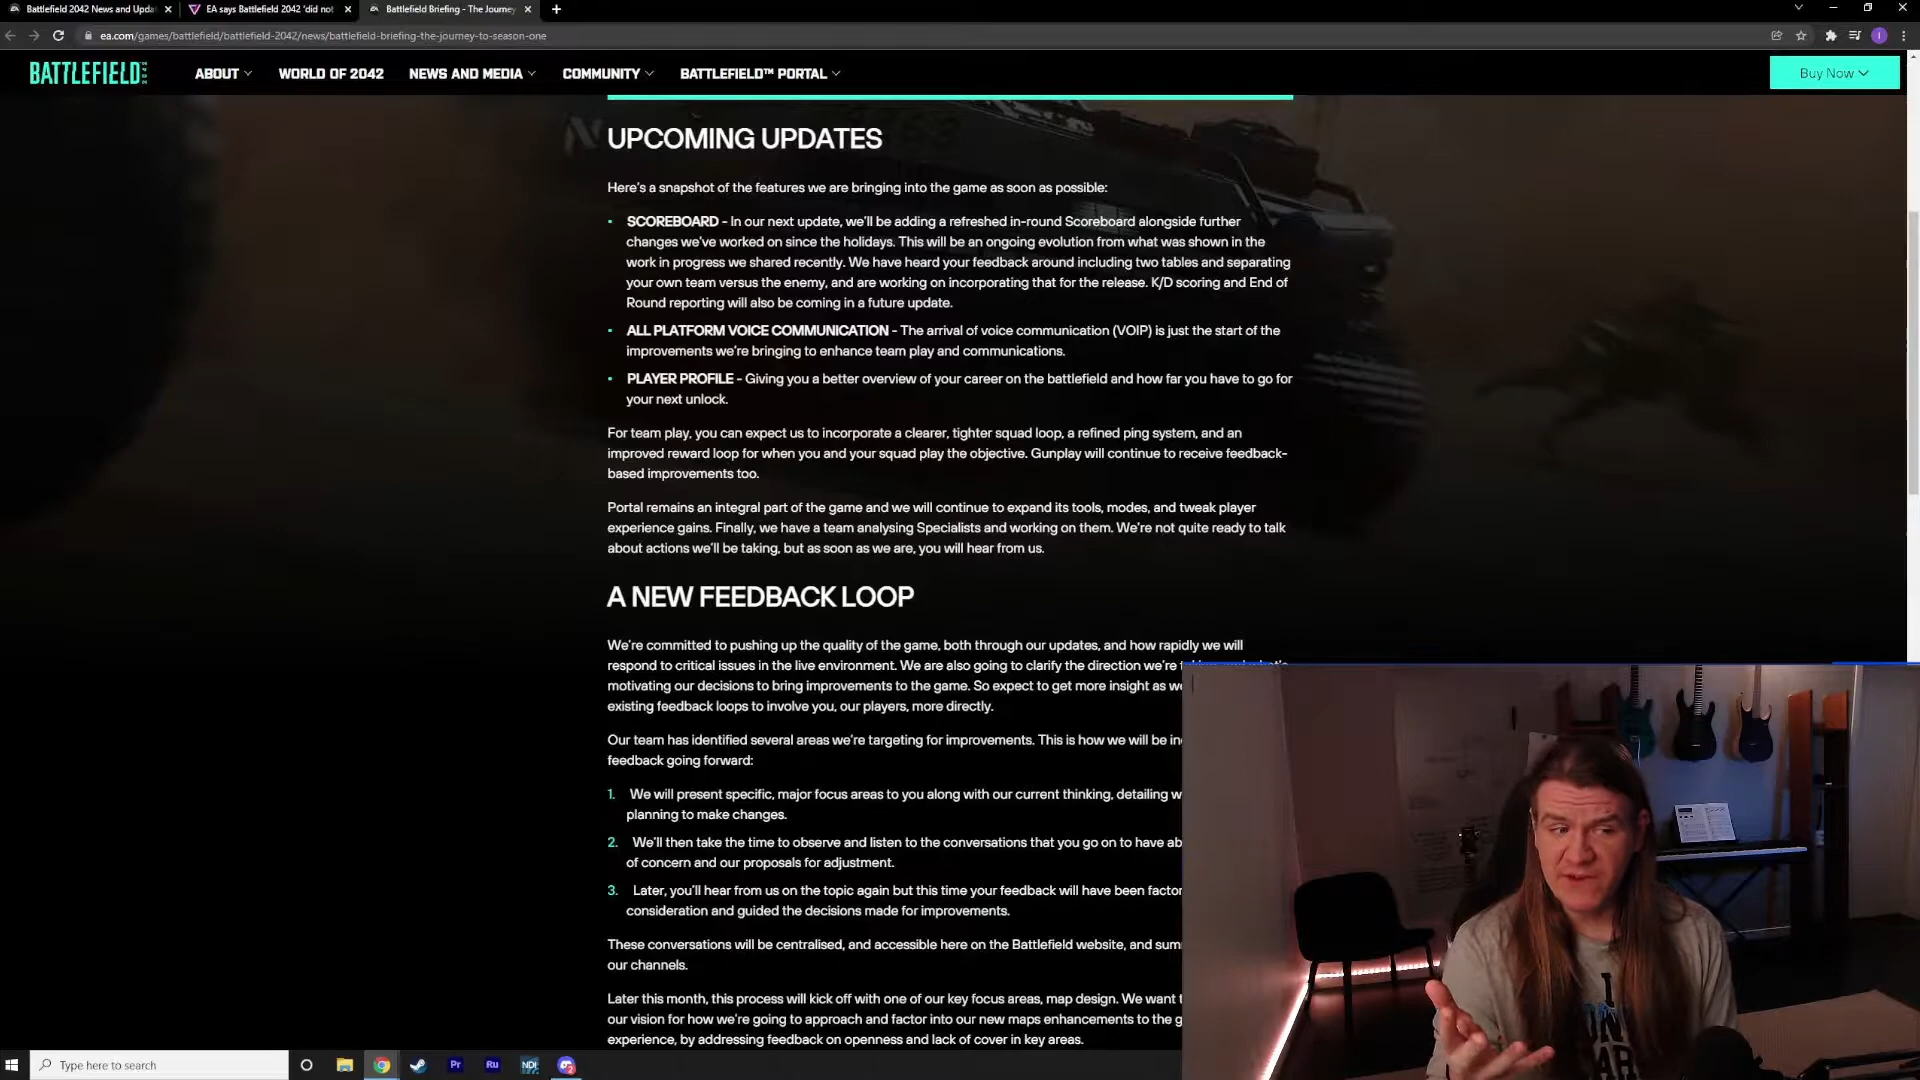 Battlefield 2042 News and Upda
EA says Battlefield 2042 'did not
Battlefield Briefing - The Journey
ea.com/games/battlefield/battlefield-2042/news/battlefield-briefing-the-journey-to-season-one
BATTLEFIELD 2042
ABOUT
WORLD OF 2042
NEWS AND MEDIA
COMMUNITY
BATTLEFIELD™ PORTAL
Buy Now
UPCOMING UPDATES
Here's a snapshot of the features we are bringing into the game as soon as possible:
• SCOREBOARD - In our next update, we'll be adding a refreshed in-round Scoreboard alongside further
changes we've worked on since the holidays. This will be an ongoing evolution from what was shown in the
work in progress we shared recently. We have heard your feedback around including two tables and separating
your own team versus the enemy, and are working on incorporating that for the release. K/D scoring and End of
Round reporting will also be coming in a future update.
• ALL PLATFORM VOICE COMMUNICATION - The arrival of voice communication (VOIP) is just the start of the
improvements we're bringing to enhance team play and communications.
• PLAYER PROFILE - Giving you a better overview of your career on the battlefield and how far you have to go for
your next unlock.
For team play, you can expect us to incorporate a clearer, tighter squad loop, a refined ping system, and an
improved reward loop for when you and your squad play the objective. Gunplay will continue to receive feedback-
based improvements too.
Portal remains an integral part of the game and we will continue to expand its tools, modes, and tweak player
experience gains. Finally, we have a team analysing Specialists and working on them. We're not quite ready to talk
about actions we'll be taking, but as soon as we are, you will hear from us.
A NEW FEEDBACK LOOP
We're committed to pushing up the quality of the game, both through our updates, and how rapidly we will
respond to critical issues in the live environment. We are also going to clarify the direction we're
motivating our decisions to bring improvements to the game. So expect to get more insight as we
existing feedback loops to involve you, our players, more directly.
Our team has identified several areas we're targeting for improvements. This is how we will be in
feedback going forward:
1. We will present specific, major focus areas to you along with our current thinking, detailing w
planning to make changes.
2. We'll then take the time to observe and listen to the conversations that you go on to have ab
of concern and our proposals for adjustment.
3. Later, you'll hear from us on the topic again but this time your feedback will have been factor
consideration and guided the decisions made for improvements.
These conversations will be centralised, and accessible here on the Battlefield website, and sum
our channels.
Later this month, this process will kick off with one of our key focus areas, map design. We want t
our vision for how we're going to approach and factor into our new maps enhancements to the g
experience, by addressing feedback on openness and lack of cover in key areas.
Type here to search
Pr
Ru
NDI